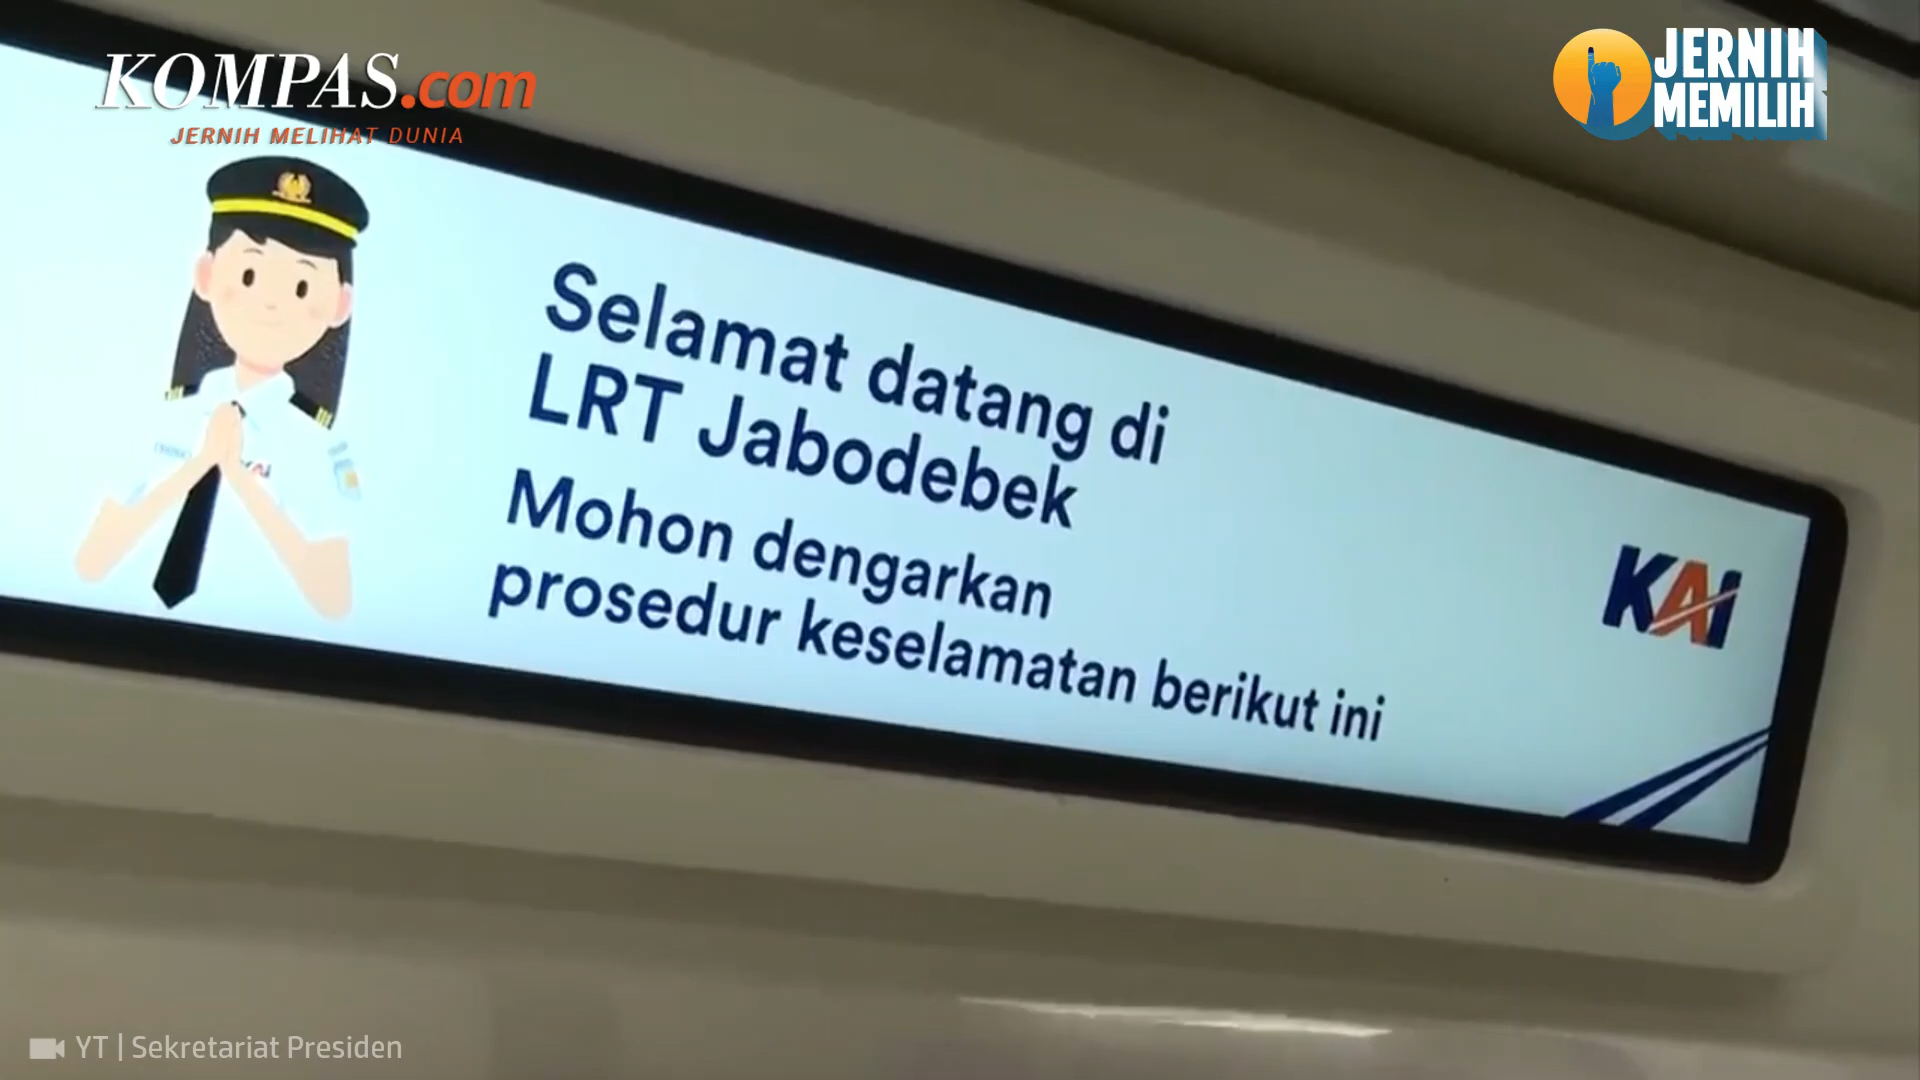 KOMPAS.com
JERNIH MELIHAT DUNIA
JERNIH
MEMILIH
Selamat datang di
LRT Jabodebek
Mohon dengarkan
prosedur keselamatan berikut ini
KAI
YT | Sekretariat Presiden